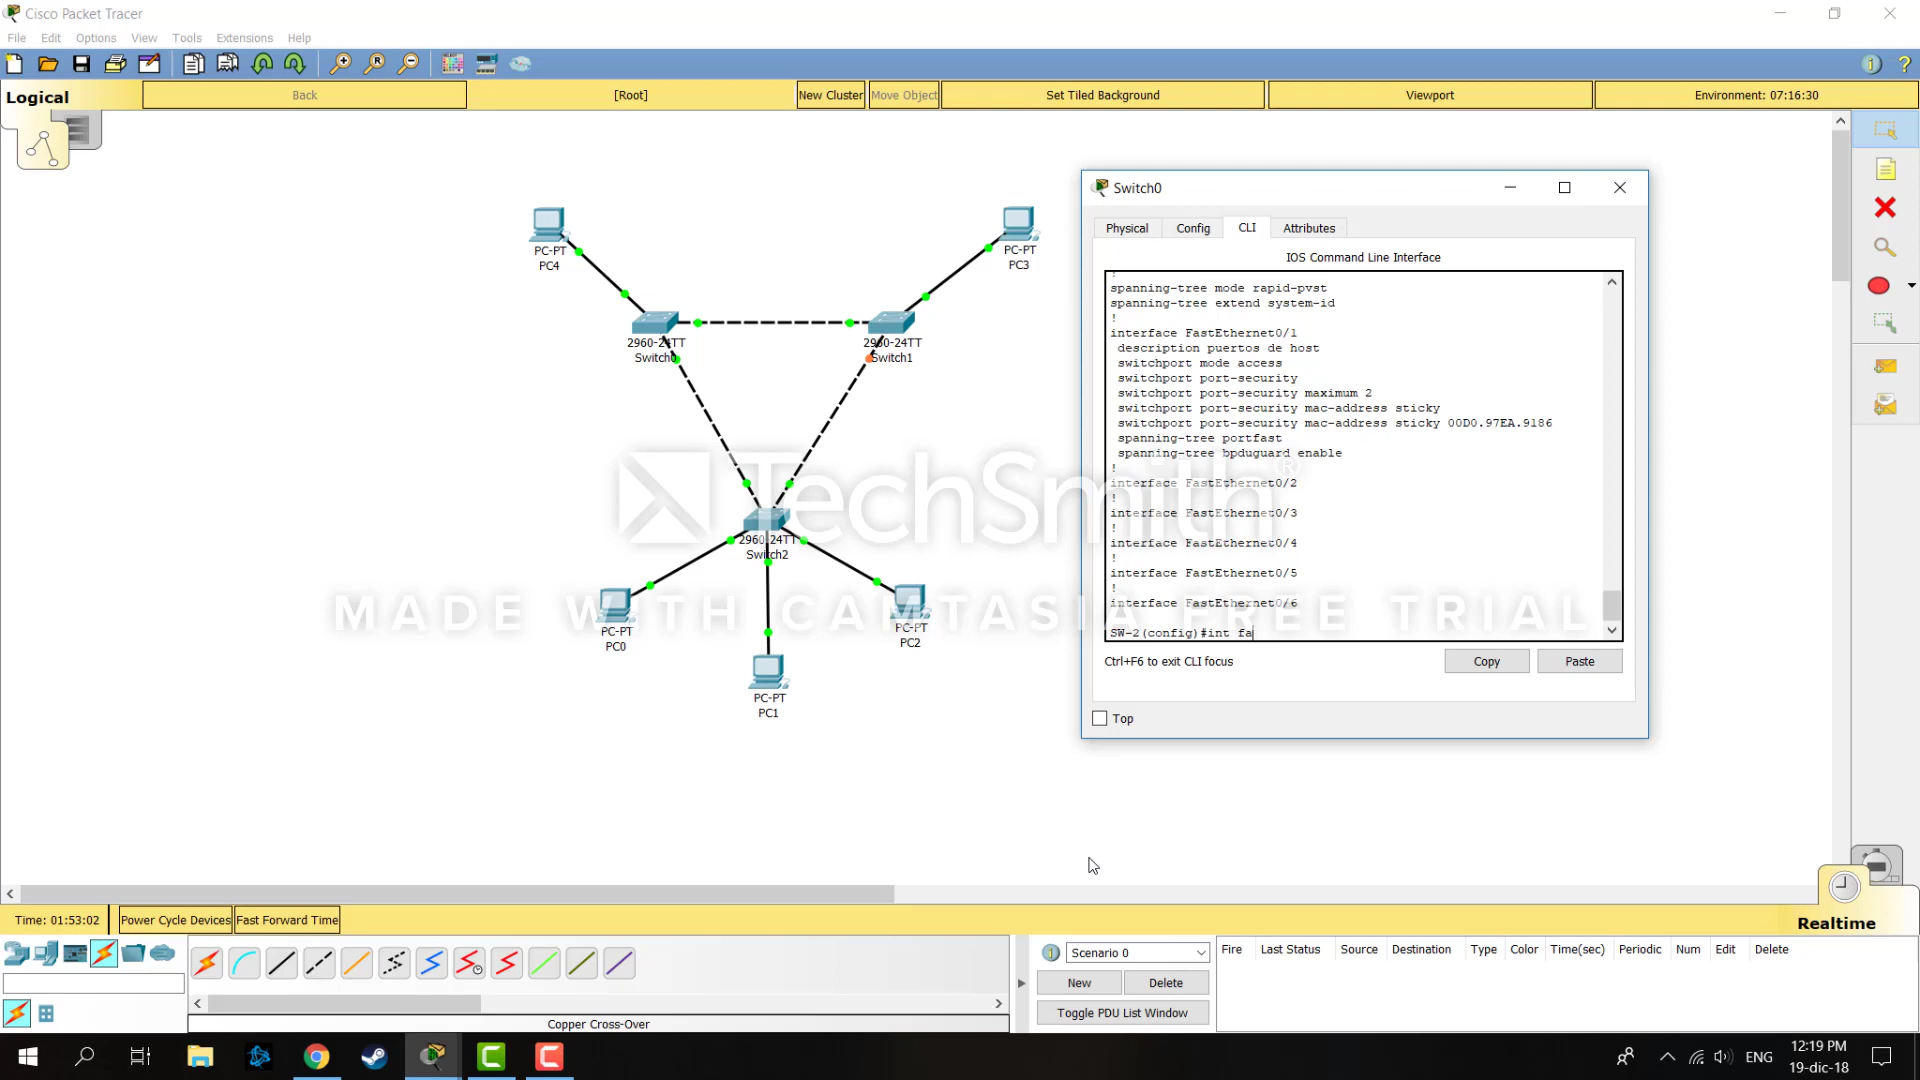 Cisco Packet Tracer
File Edit Options View Tools Extensions Help
Logical
Back
[Root]
New Cluster
Move Object
Set Tiled Background
Viewport
Environment: 07:16:30
PC-PT
PC4
PC-PT
PC3
2960-24TT
Switch0
2960-24TT
Switch1
2960-24TT
Switch2
PC-PT
PC0
PC-PT
PC1
PC-PT
PC2
Switch0
Physical
Config
CLI
Attributes
IOS Command Line Interface
!
spanning-tree mode rapid-pvst
spanning-tree extend system-id
!
interface FastEthernet0/1
description puertos de host
switchport mode access
switchport port-security
switchport port-security maximum 2
switchport port-security mac-address sticky
switchport port-security mac-address sticky 00D0.97EA.9186
spanning-tree portfast
spanning-tree bpduguard enable
!
interface FastEthernet0/2
!
interface FastEthernet0/3
!
interface FastEthernet0/4
!
interface FastEthernet0/5
!
interface FastEthernet0/6
SW-2(config)#int fa
Ctrl+F6 to exit CLI focus
Copy
Paste
Top
TechSmith®
MADE WITH CAMTASIA FREE TRIAL
Time: 01:53:02
Power Cycle Devices
Fast Forward Time
Realtime
Scenario 0
New
Delete
Toggle PDU List Window
Fire Last Status Source Destination Type Color Time(sec) Periodic Num Edit Delete
Copper Cross-Over
ENG
12:19 PM
19-dic-18